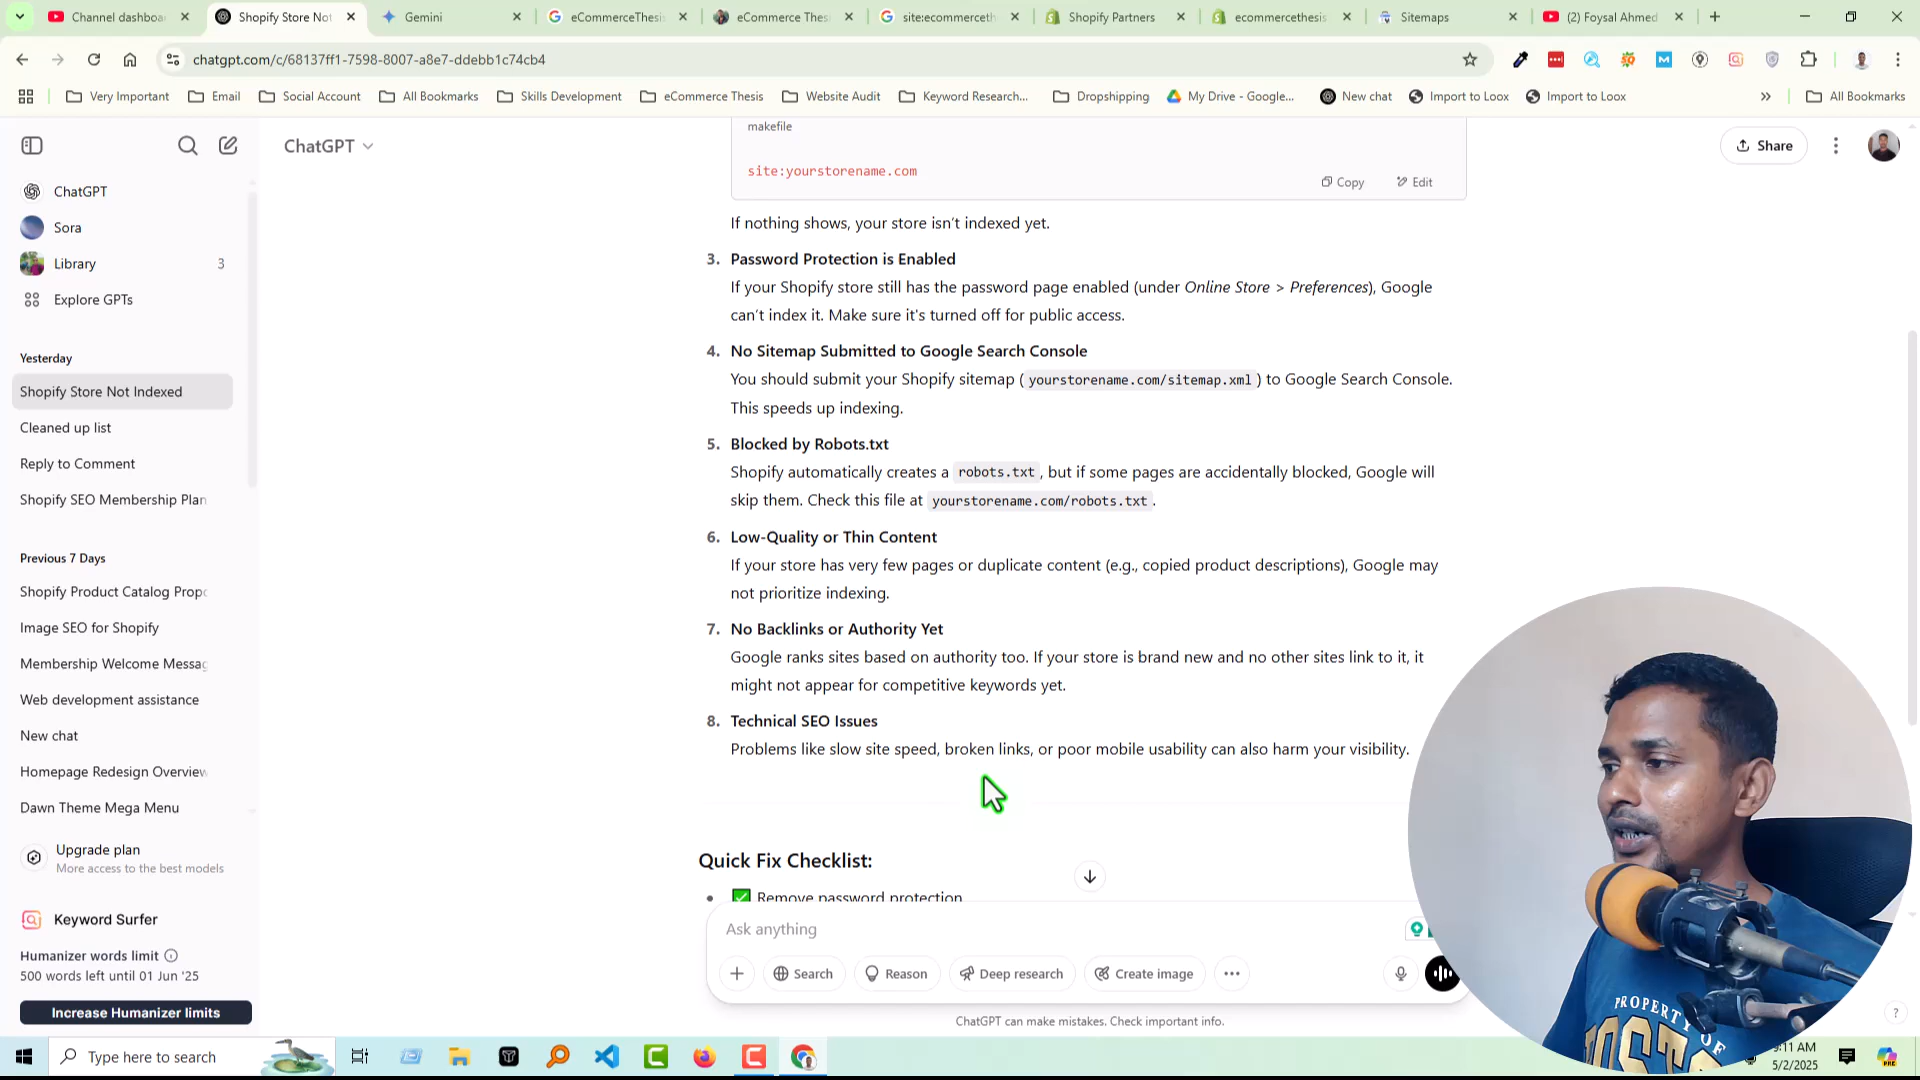 Channel dashboa
Shopify Store Not
Gemini
eCommerceThesi
eCommerce Thes
site:ecommerceth
Shopify Partners
ecommercethesis
Sitemaps
(2) Foysal Ahmed
chatgpt.com/c/68137ff1-7598-8007-a8e7-ddebb1c74cb4
Very Important
Email
Social Account
All Bookmarks
Skills Development
eCommerce Thesis
Website Audit
Keyword Research...
Dropshipping
My Drive - Google...
New chat
Import to Loox
Import to Loox
All Bookmarks
ChatGPT
Share
ChatGPT
Sora
Library 3
Explore GPTs
Yesterday
Shopify Store Not Indexed
Cleaned up list
Reply to Comment
Shopify SEO Membership Plan
Previous 7 Days
Shopify Product Catalog Propo
Image SEO for Shopify
Membership Welcome Messag
Web development assistance
New chat
Homepage Redesign Overview
Dawn Theme Mega Menu
Upgrade plan
More access to the best models
Keyword Surfer
Humanizer words limit
500 words left until 01 Jun '25
Increase Humanizer limits
makefile
site:yourstorename.com
Copy
Edit
If nothing shows, your store isn't indexed yet.
3. Password Protection is Enabled
If your Shopify store still has the password page enabled (under Online Store > Preferences), Google
can't index it. Make sure it's turned off for public access.
4. No Sitemap Submitted to Google Search Console
You should submit your Shopify sitemap ( yourstorename.com/sitemap.xml ) to Google Search Console.
This speeds up indexing.
5. Blocked by Robots.txt
Shopify automatically creates a robots.txt , but if some pages are accidentally blocked, Google will
skip them. Check this file at yourstorename.com/robots.txt .
6. Low-Quality or Thin Content
If your store has very few pages or duplicate content (e.g., copied product descriptions), Google may
not prioritize indexing.
7. No Backlinks or Authority Yet
Google ranks sites based on authority too. If your store is brand new and no other sites link to it, it
might not appear for competitive keywords yet.
8. Technical SEO Issues
Problems like slow site speed, broken links, or poor mobile usability can also harm your visibility.
Quick Fix Checklist:
Remove password protection
Ask anything
Search
Reason
Deep research
Create image
ChatGPT can make mistakes. Check important info.
?
PROPERTY
Type here to search
:11 AM
5/2/2025